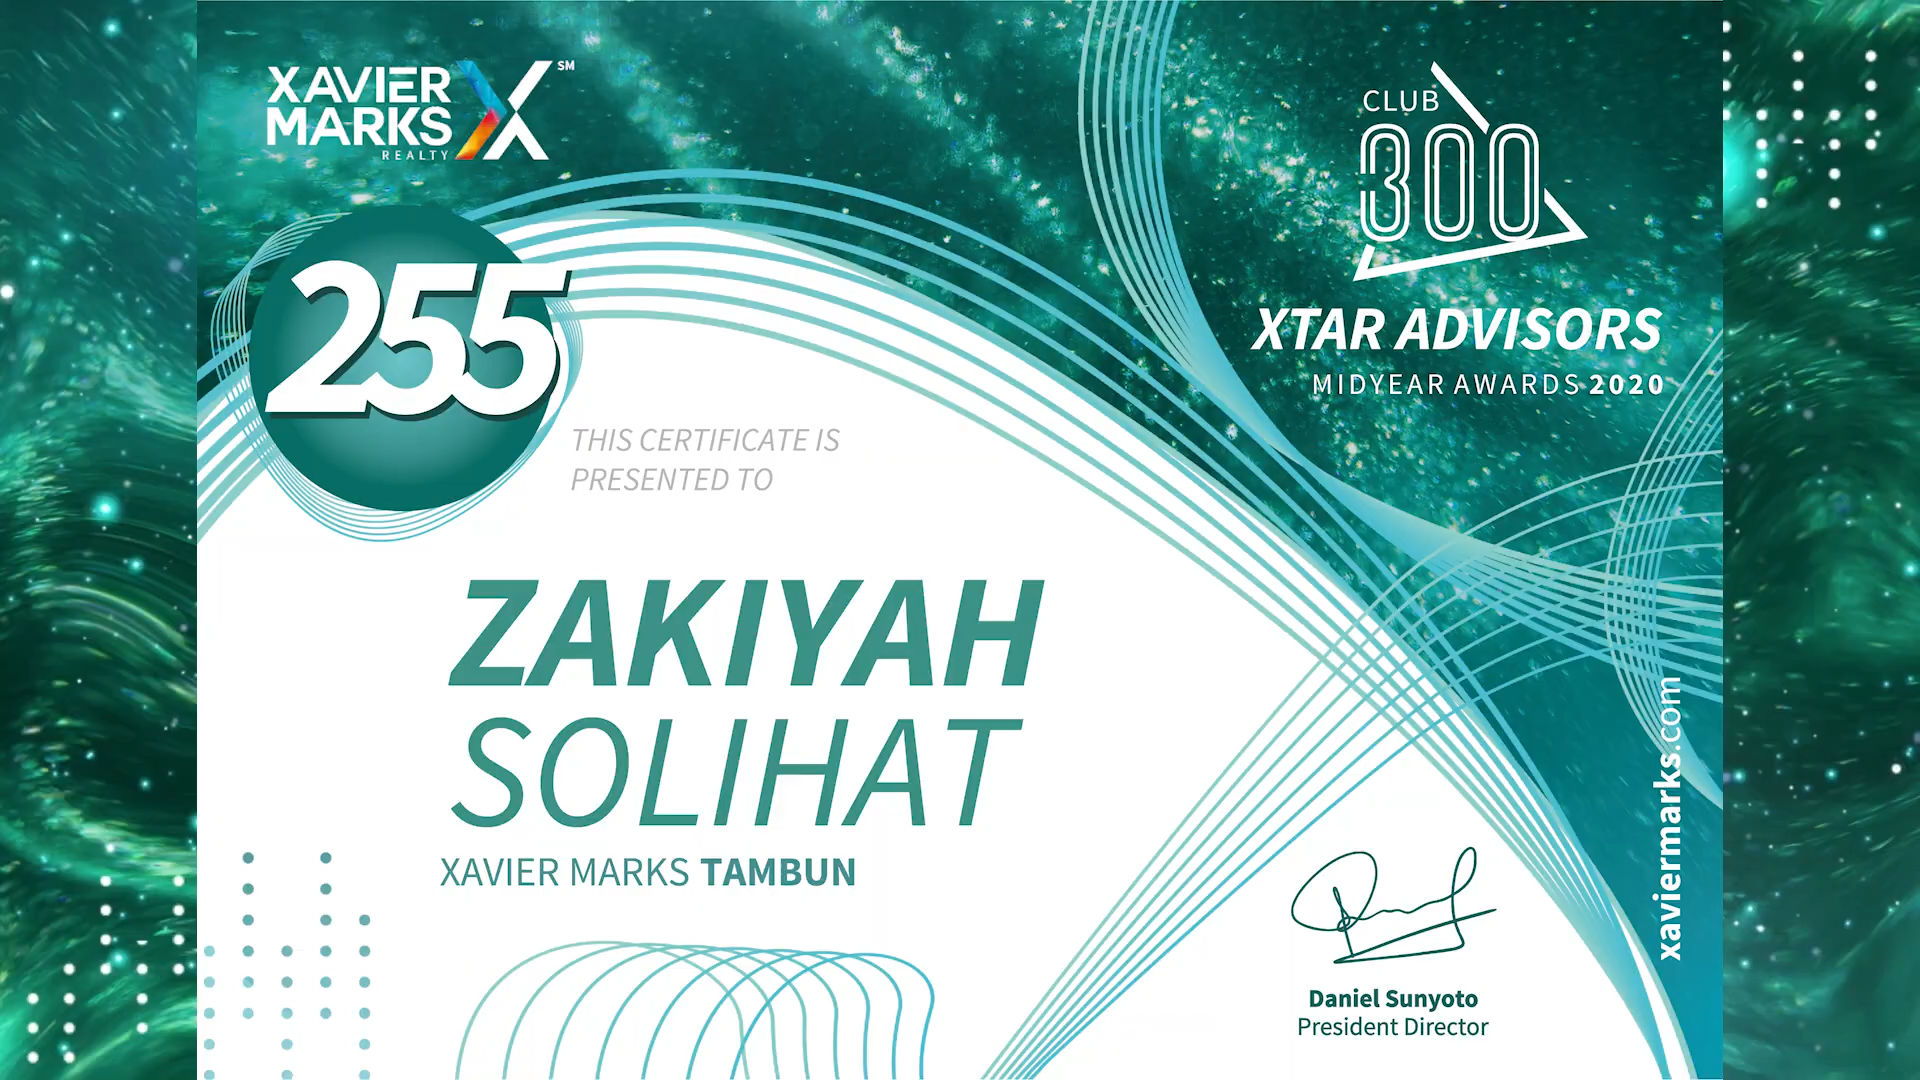 XAVIER
MARKS
REALTY
SM
CLUB
300
XTAR ADVISORS
MIDYEAR AWARDS 2020
255
THIS CERTIFICATE IS
PRESENTED TO
ZAKIYAH
SOLIHAT
XAVIER MARKS TAMBUN
xaviermarks.com
Daniel Sunyoto
President Director